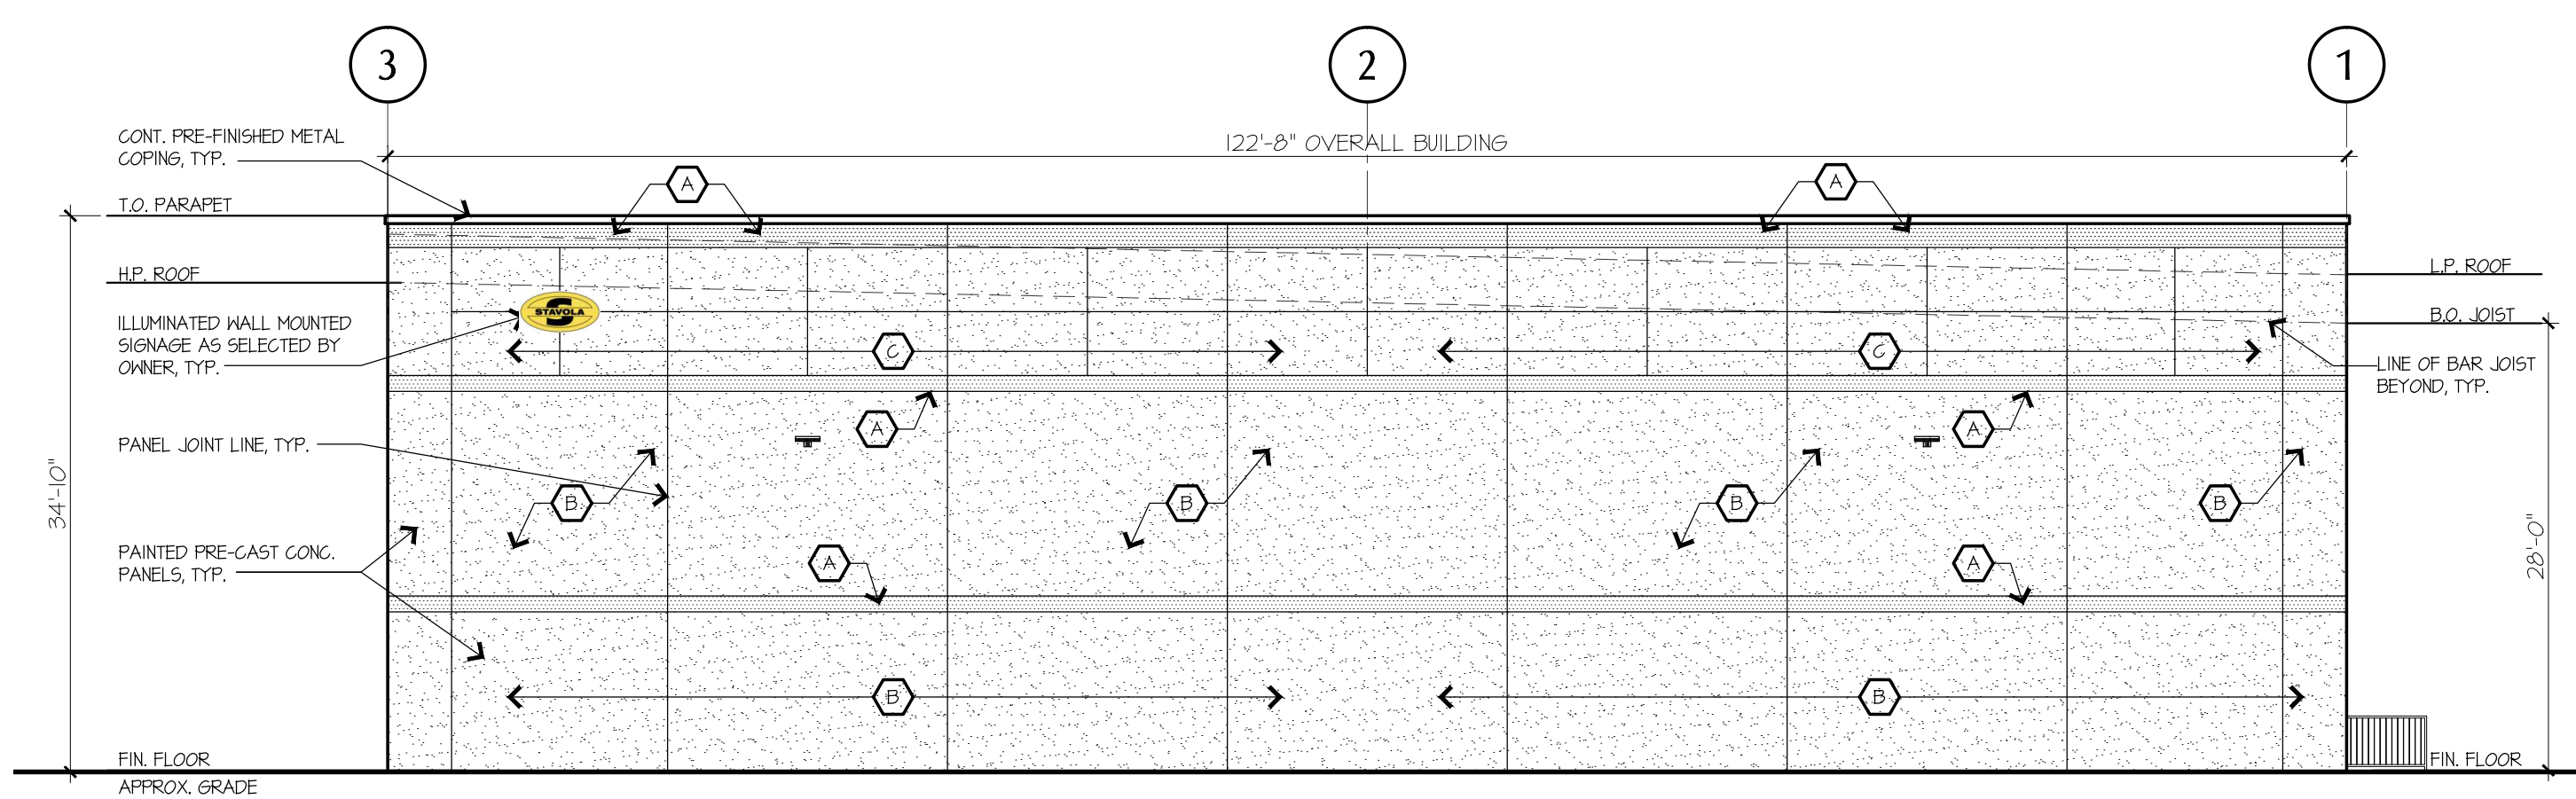 3
2
1
CONT. PRE-FINISHED METAL
COPING, TYP.
122'-8" OVERALL BUILDING
A
A
T.O. PARAPET
H.P. ROOF
L.P. ROOF
ILLUMINATED WALL MOUNTED
SIGNAGE AS SELECTED BY
OWNER, TYP.
S
STAVOLA
B.O. JOIST
C
C
LINE OF BAR JOIST
BEYOND, TYP.
A
A
PANEL JOINT LINE, TYP.
34'-10"
B
B
B
B
28'-0"
PAINTED PRE-CAST CONC.
PANELS, TYP.
A
A
B
B
FIN. FLOOR
FIN. FLOOR
APPROX. GRADE